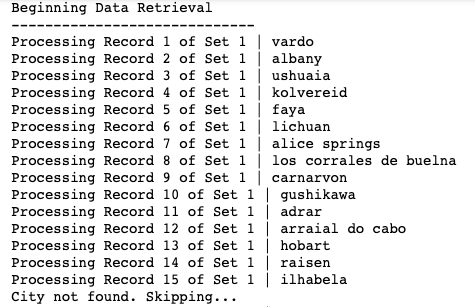 Beginning Data Retrieval
-----------------------------
Processing Record 1 of Set 1 | vardo
Processing Record 2 of Set 1 | albany
Processing Record 3 of Set 1 | ushuaia
Processing Record 4 of Set 1 | kolvereid
Processing Record 5 of Set 1 | faya
Processing Record 6 of Set 1 | lichuan
Processing Record 7 of Set 1 | alice springs
Processing Record 8 of Set 1 | los corrales de buelna
Processing Record 9 of Set 1 | carnarvon
Processing Record 10 of Set 1 | gushikawa
Processing Record 11 of Set 1 | adrar
Processing Record 12 of Set 1 | arraial do cabo
Processing Record 13 of Set 1 | hobart
Processing Record 14 of Set 1 | raisen
Processing Record 15 of Set 1 | ilhabela
City not found. Skipping...